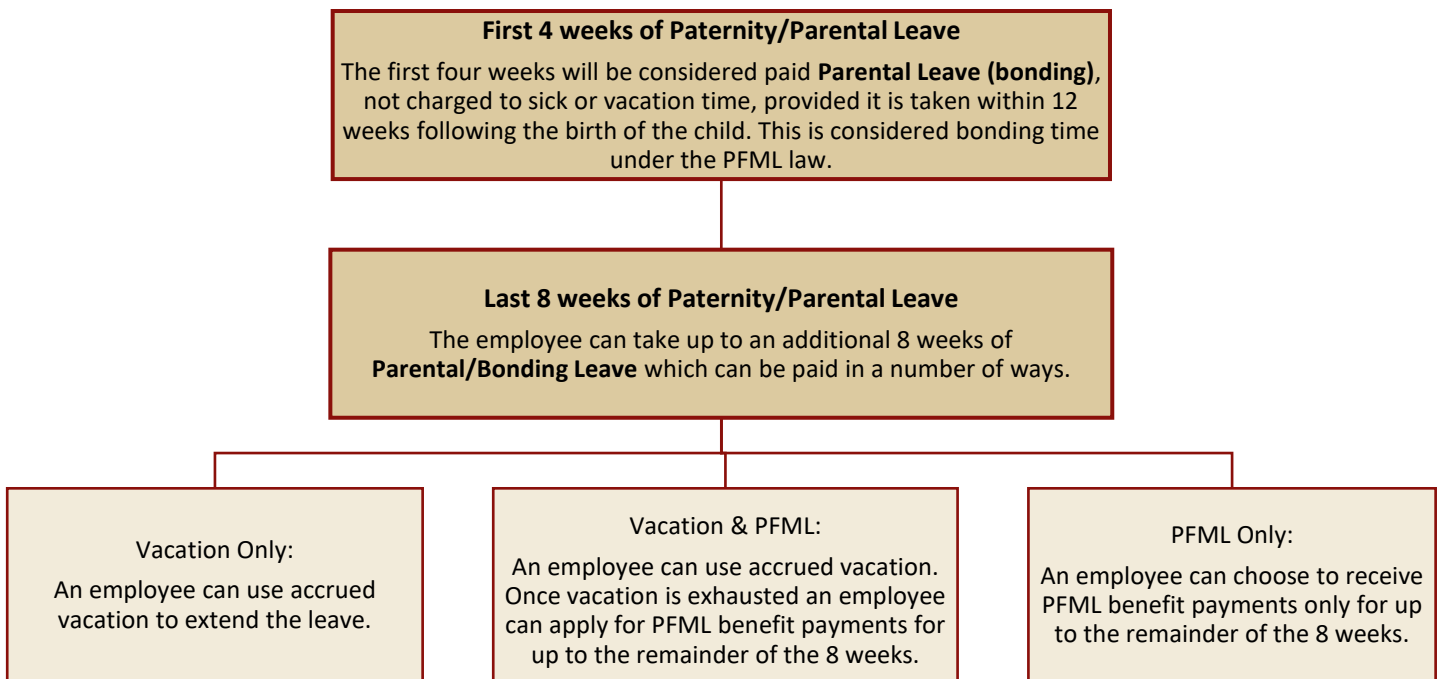 First 4 weeks of Paternity/Parental Leave
The first four weeks will be considered paid Parental Leave (bonding),
not charged to sick or vacation time, provided it is taken within 12
weeks following the birth of the child. This is considered bonding time
under the PFML law.
Last 8 weeks of Paternity/Parental Leave
The employee can take up to an additional 8 weeks of
Parental/Bonding Leave which can be paid in a number of ways.
Vacation Only:
An employee can use accrued
vacation to extend the leave.
Vacation & PFML:
An employee can use accrued vacation.
Once vacation is exhausted an employee
can apply for PFML benefit payments for
up to the remainder of the 8 weeks.
PFML Only:
An employee can choose to receive
PFML benefit payments only for up
to the remainder of the 8 weeks.